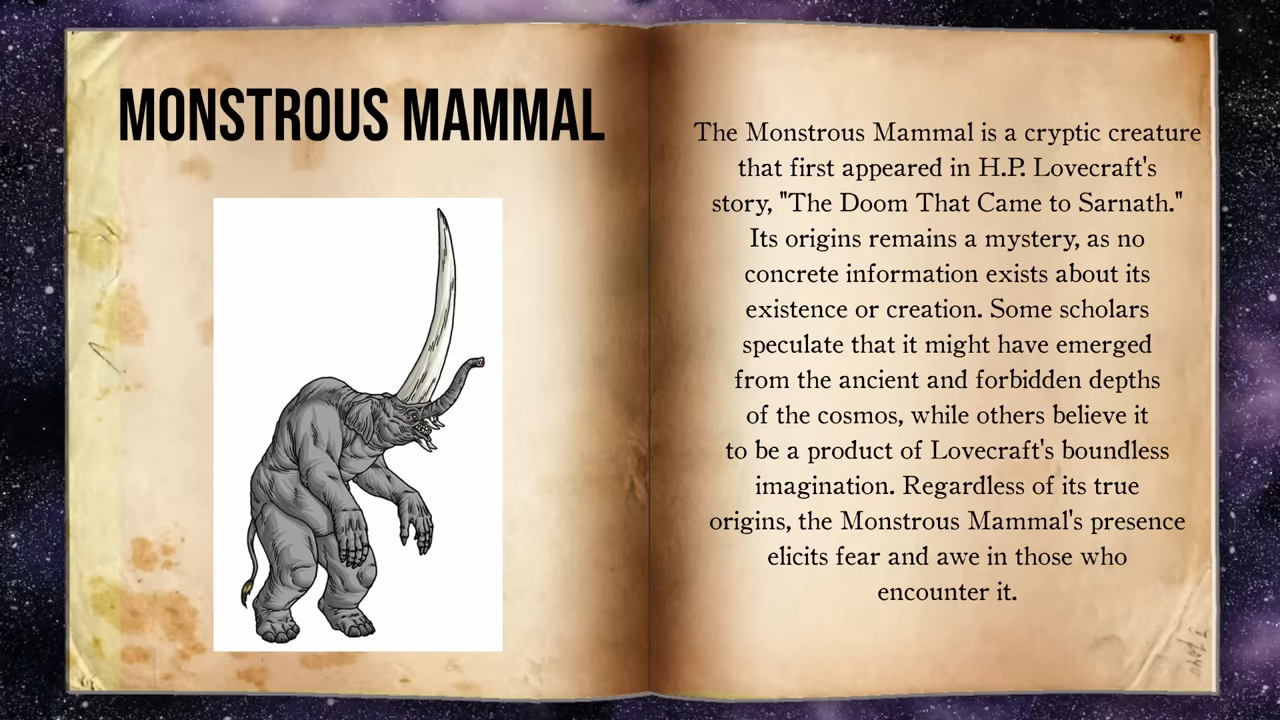 MONSTROUS MAMMAL
The Monstrous Mammal is a cryptic creature
that first appeared in H.P. Lovecraft's
story, "The Doom That Came to Sarnath."
Its origins remains a mystery, as no
concrete information exists about its
existence or creation. Some scholars
speculate that it might have emerged
from the ancient and forbidden depths
of the cosmos, while others believe it
to be a product of Lovecraft's boundless
imagination. Regardless of its true
origins, the Monstrous Mammal's presence
elicits fear and awe in those who
encounter it.